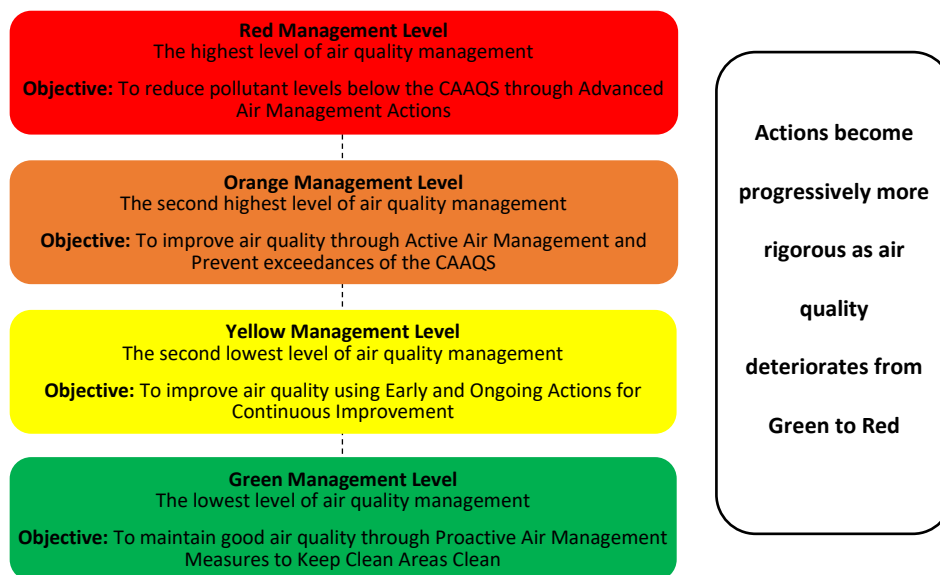 Red Management Level
The highest level of air quality management
Objective: To reduce pollutant levels below the CAAQS through Advanced
Air Management Actions
Orange Management Level
The second highest level of air quality management
Objective: To improve air quality through Active Air Management and
Prevent exceedances of the CAAQS
Yellow Management Level
The second lowest level of air quality management
Objective: To improve air quality using Early and Ongoing Actions for
Continuous Improvement
Green Management Level
The lowest level of air quality management
Objective: To maintain good air quality through Proactive Air Management
Measures to Keep Clean Areas Clean
Actions become
progressively more
rigorous as air
quality
deteriorates from
Green to Red